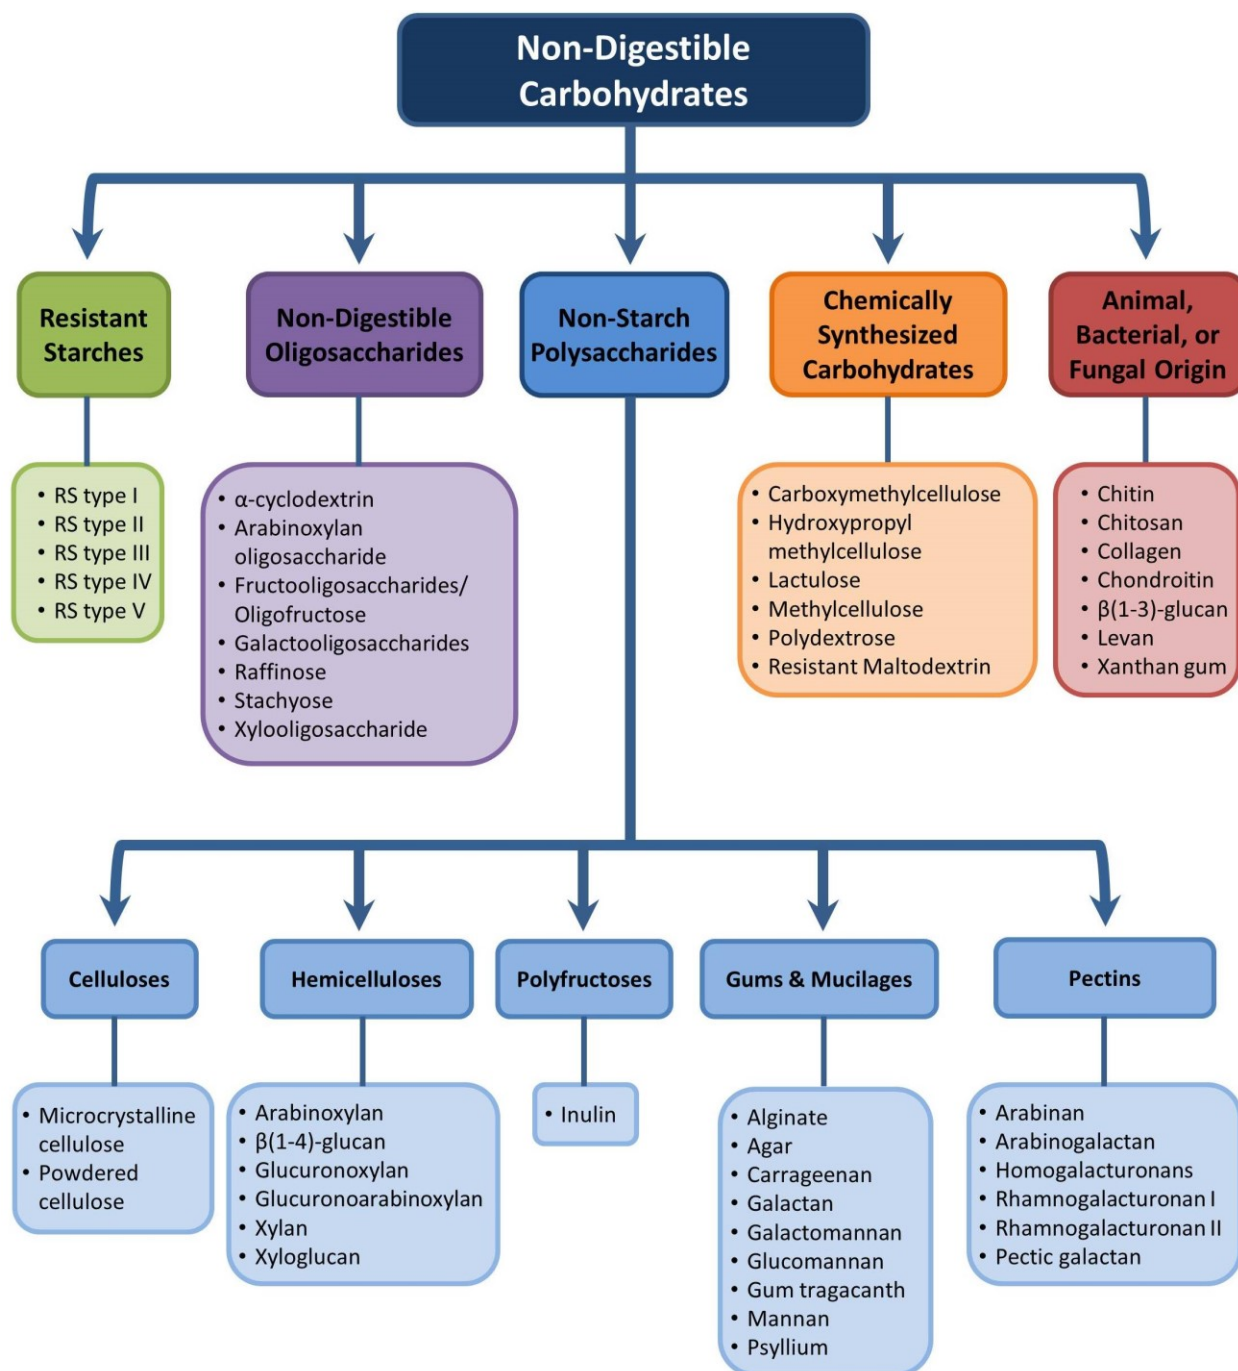 Non-Digestible
Carbohydrates
Resistant
Starches
Non-Digestible
Oligosaccharides
Non-Starch
Polysaccharides
Chemically
Synthesized
Carbohydrates
Animal,
Bacterial, or
Fungal Origin
• RS type I
• RS type II
• RS type III
• RS type IV
• RS type V
• α-cyclodextrin
• Arabinoxylan
oligosaccharide
• Fructooligosaccharides/
Oligofructose
• Galactooligosaccharides
• Raffinose
• Stachyose
• Xylooligosaccharide
• Carboxymethylcellulose
• Hydroxypropyl
methylcellulose
• Lactulose
• Methylcellulose
• Polydextrose
• Resistant Maltodextrin
• Chitin
• Chitosan
• Collagen
• Chondroitin
• β(1-3)-glucan
• Levan
• Xanthan gum
Celluloses
Hemicelluloses
Polyfructoses
Gums & Mucilages
Pectins
• Microcrystalline
cellulose
• Powdered
cellulose
• Arabinoxylan
• β(1-4)-glucan
• Glucuronoxylan
• Glucuronoarabinoxylan
• Xylan
• Xyloglucan
• Inulin
• Alginate
• Agar
• Carrageenan
• Galactan
• Galactomannan
• Glucomannan
• Gum tragacanth
• Mannan
• Psyllium
• Arabinan
• Arabinogalactan
• Homogalacturonans
• Rhamnogalacturonan I
• Rhamnogalacturonan II
• Pectic galactan